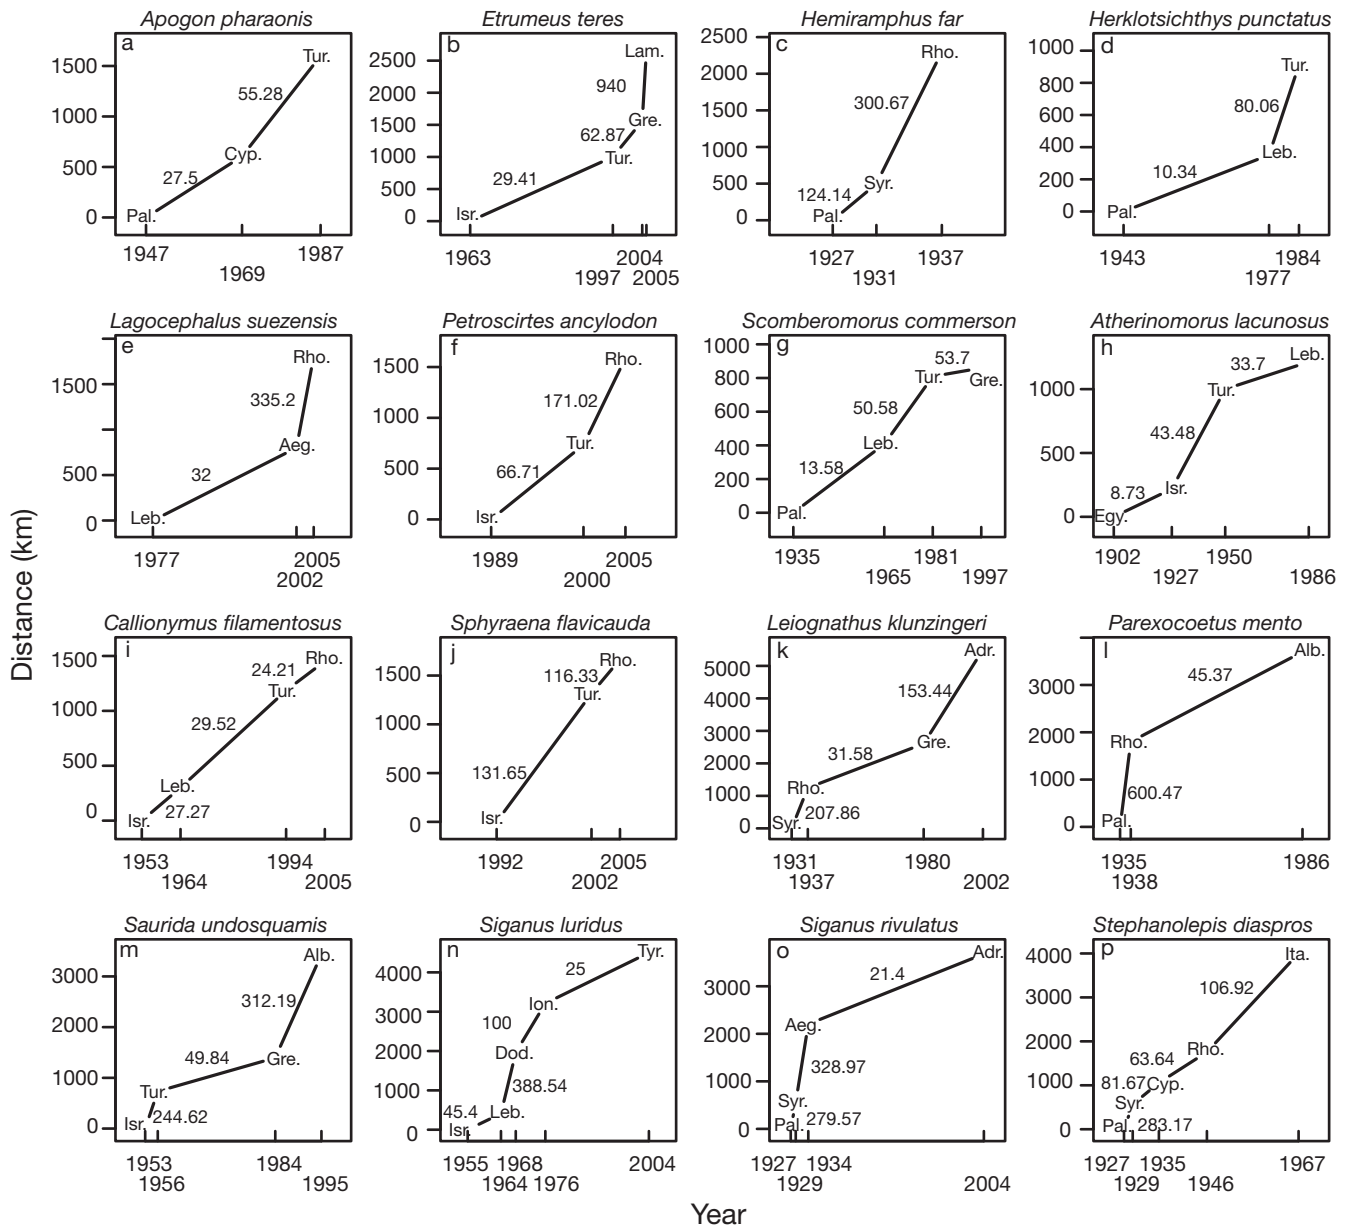 Apogon pharaonis
a
1500
1000
500
0
Tur.
55.28
Cyp.
27.5
Pal.
1947
1969
1987
Etrumeus teres
b
2500
2000
1500
1000
500
0
Lam.
940
Gre.
62.87
Tur.
29.41
Isr.
1963
1997
2004
2005
Hemiramphus far
c
2500
2000
1500
1000
500
0
Rho.
300.67
Syr.
124.14
Pal.
1927
1931
1937
Herklotsichthys punctatus
d
1000
800
600
400
200
0
Tur.
80.06
Leb.
10.34
Pal.
1943
1977
1984
Lagocephalus suezensis
e
1500
500
0
Rho.
335.2
Aeg.
32
Leb.
1977
2002
2005
Petroscirtes ancylodon
f
1500
1000
500
0
Rho.
171.02
Tur.
66.71
Isr.
1989
2000
2005
Scomberomorus commerson
g
1000
800
600
400
200
0
53.7
Tur.
Gre.
50.58
Leb.
13.58
Pal.
1935
1965
1981
1997
Atherinomorus lacunosus
h
1000
500
0
Leb.
33.7
Tur.
43.48
Isr.
8.73
Egy.
1902
1927
1950
1986
Distance (km)
Callionymus filamentosus
i
1500
1000
500
0
Rho.
24.21
Tur.
29.52
Leb.
27.27
Isr.
1953
1964
1994
2005
Sphyraena flavicauda
j
1500
1000
500
0
Rho.
116.33
Tur.
131.65
Isr.
1992
2002
2005
Leiognathus klunzingeri
k
5000
4000
3000
2000
1000
0
Adr.
153.44
Gre.
31.58
Rho.
207.86
Syr.
1931
1937
1980
2002
Parexocoetus mento
l
3000
2000
1000
0
Alb.
45.37
Rho.
600.47
Pal.
1935
1938
1986
Saurida undosquamis
m
3000
2000
1000
0
Alb.
312.19
Gre.
49.84
Tur.
244.62
Isr.
1953
1956
1984
1995
Siganus luridus
n
4000
3000
2000
1000
0
Tyr.
25
Ion.
100
Dod.
388.54
Leb.
45.4
Isr.
1955
1964
1968
1976
2004
Siganus rivulatus
o
3000
2000
1000
0
Adr.
21.4
Aeg.
328.97
Syr.
279.57
Pal.
1927
1929
1934
2004
Stephanolepis diaspros
p
4000
3000
2000
1000
0
Ita.
106.92
Rho.
63.64
Cyp.
81.67
Syr.
283.17
Pal.
1927
1929
1935
1946
1967
Year